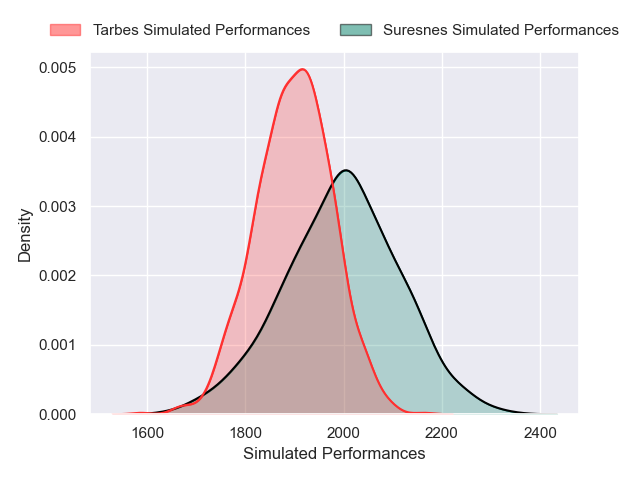 Tarbes Simulated Performances Suresnes Simulated Performances
0.005
0.004
0.003
0.002
0.001
0.000
Density
1600 1800 2000 2200 2400
Simulated Performances